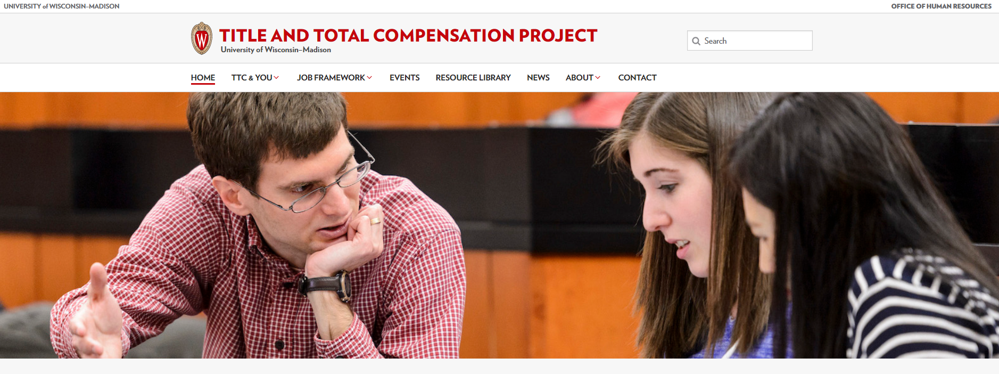 UNIVERSITY of WISCONSIN–MADISON
OFFICE OF HUMAN RESOURCES
W
TITLE AND TOTAL COMPENSATION PROJECT
University of Wisconsin–Madison
Search
HOME TTC & YOU JOB FRAMEWORK EVENTS RESOURCE LIBRARY NEWS ABOUT CONTACT